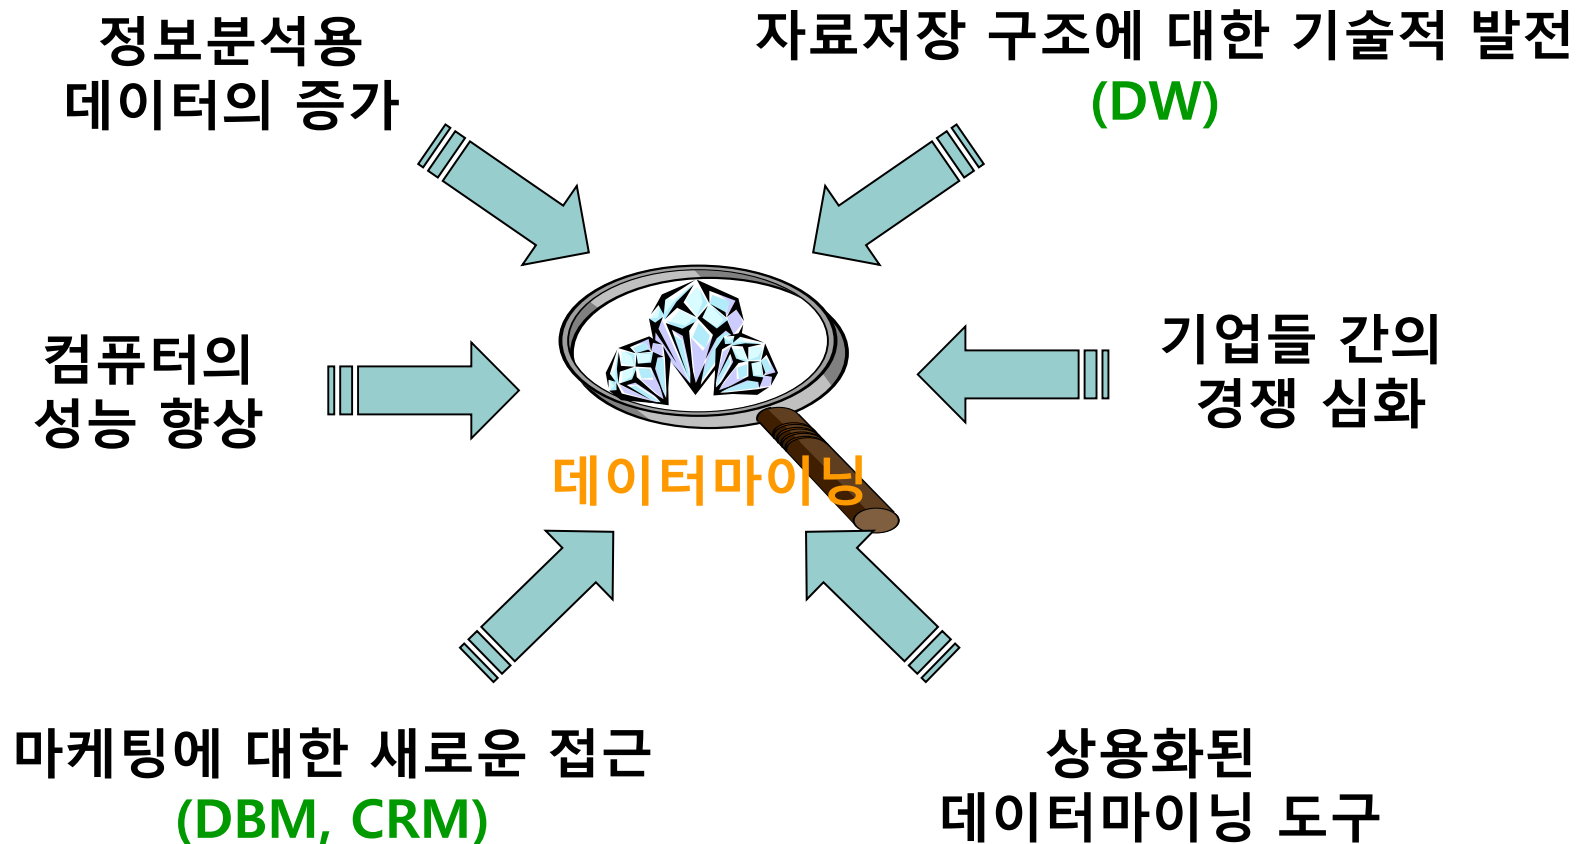 정보분석용
데이터의 증가
자료저장 구조에 대한 기술적 발전
(DW)
컴퓨터의
성능 향상
기업들 간의
경쟁 심화
데이터마이닝
마케팅에 대한 새로운 접근
(DBM, CRM)
상용화된
데이터마이닝 도구